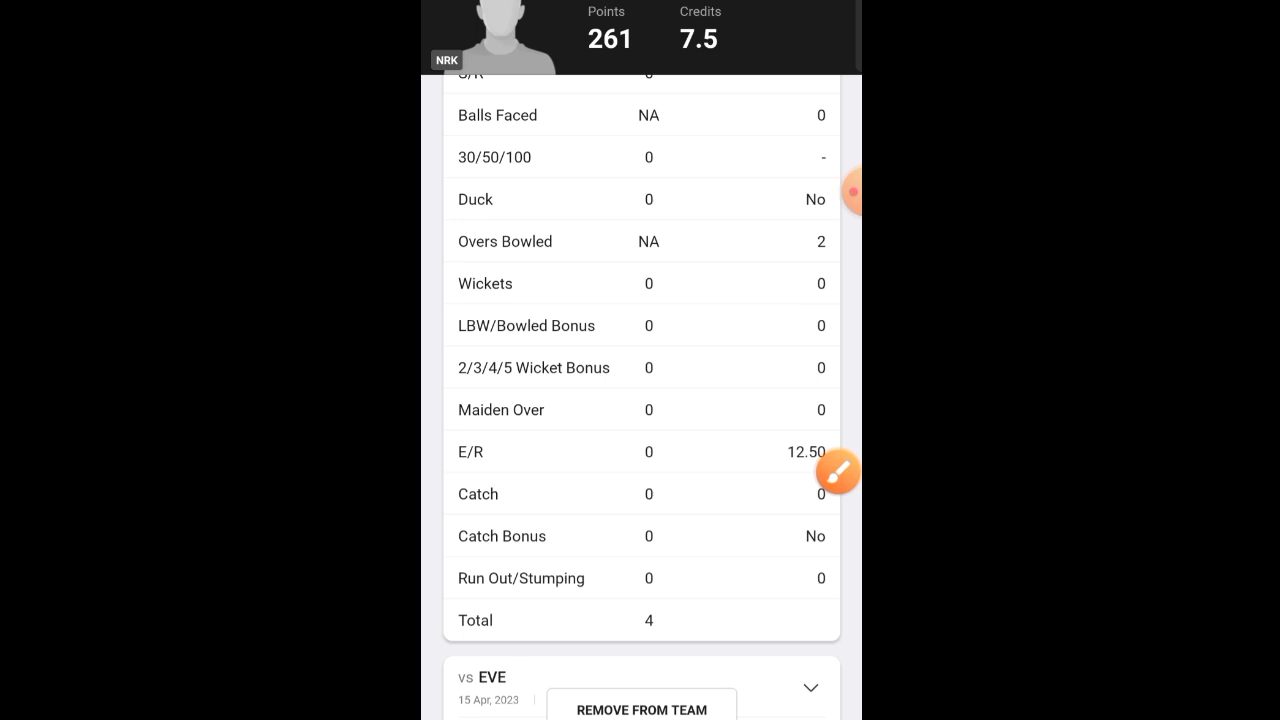 Points Credits
261 7.5
NRK
S/R 0
Balls Faced NA 0
30/50/100 0 -
Duck 0 No
Overs Bowled NA 2
Wickets 0 0
LBW/Bowled Bonus 0 0
2/3/4/5 Wicket Bonus 0 0
Maiden Over 0 0
E/R 0 12.50
Catch 0 0
Catch Bonus 0 No
Run Out/Stumping 0 0
Total 4
vs EVE
15 Apr, 2023
REMOVE FROM TEAM